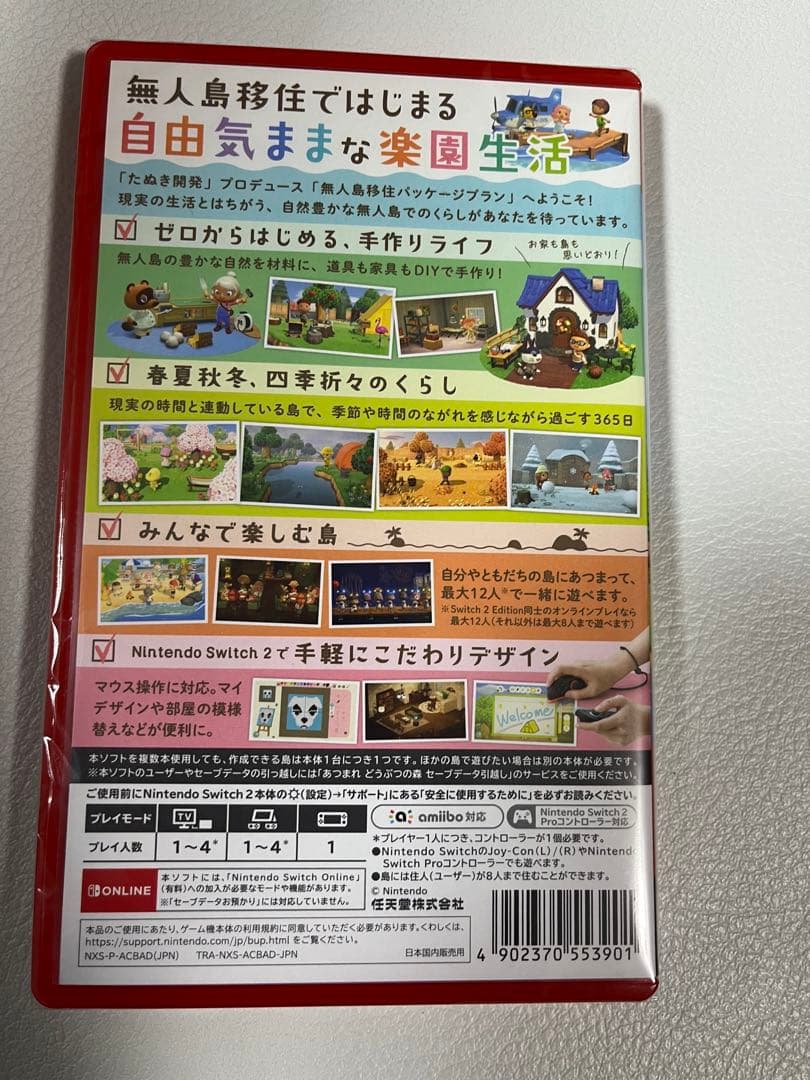 無人島移住ではじまる
自由気ままな楽園生活
「たぬき開発」プロデュース「無人島移住パッケージプラン」へようこそ!
現実の生活とはちがう、自然豊かな無人島でのくらしがあなたを待っています。
ゼロからはじめる、手作りライフ
お家も島も
思いどおり!
無人島の豊かな自然を材料に、道具も家具もDIYで手作り!
春夏秋冬、四季折々のくらし
現実の時間と連動している島で、季節や時間のながれを感じながら過ごす365日
みんなで楽しむ島
自分やともだちの島にあつまって、
最大12人※で一緒に遊べます。
※Switch 2 Edition同士のオンラインプレイなら
最大12人(それ以外は最大8人まで遊べます)
Nintendo Switch 2で手軽にこだわりデザイン
マウス操作に対応。マイ
デザインや部屋の模様
替えなどが便利に。
Welcome
本ソフトを複数本使用しても、作成できる島は本体1台につき1つです。ほかの島で遊びたい場合は別の本体が必要です。
※本ソフトのユーザーやセーブデータの引っ越しには「あつまれ どうぶつの森 セーブデータ引越し」のサービスをご使用ください。
ご使用前にNintendo Switch 2本体の(設定)→「サポート」にある「安全に使用するために」を必ずお読みください。
プレイモード
TV
プレイ人数
1~4*
1~4*
1
amiibo対応
Nintendo Switch 2
Proコントローラー対応
*プレイヤー1人につき、コントローラーが1個必要です。
●Nintendo SwitchのJoy-Con(L)/(R)やNintendo
Switch Proコントローラーでも遊べます。
●島には住人(ユーザー)が8人まで住むことができます。
ONLINE
本ソフトには、「Nintendo Switch Online」
(有料)への加入が必要なモードや機能があります。
※「セーブデータお預かり」には対応していません。
© Nintendo
任天堂株式会社
本品のご使用にあたり、ゲーム機本体の利用規約に同意していただく必要があります。くわしくは、
https://support.nintendo.com/jp/bup.html をご覧ください。
NXS-P-ACBAD(JPN) TRA-NXS-ACBAD-JPN
日本国内販売用
4 902370 553901